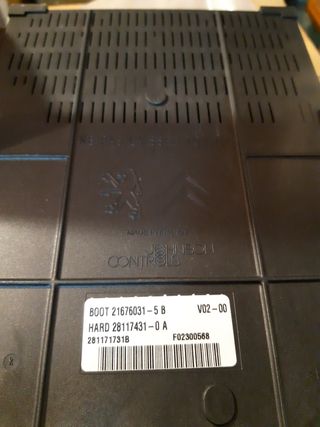 JOHNSON
CONTROLS
BOOT 21676031-5 B V02-00
HARD 28117431-0 A
281171731B F02300568